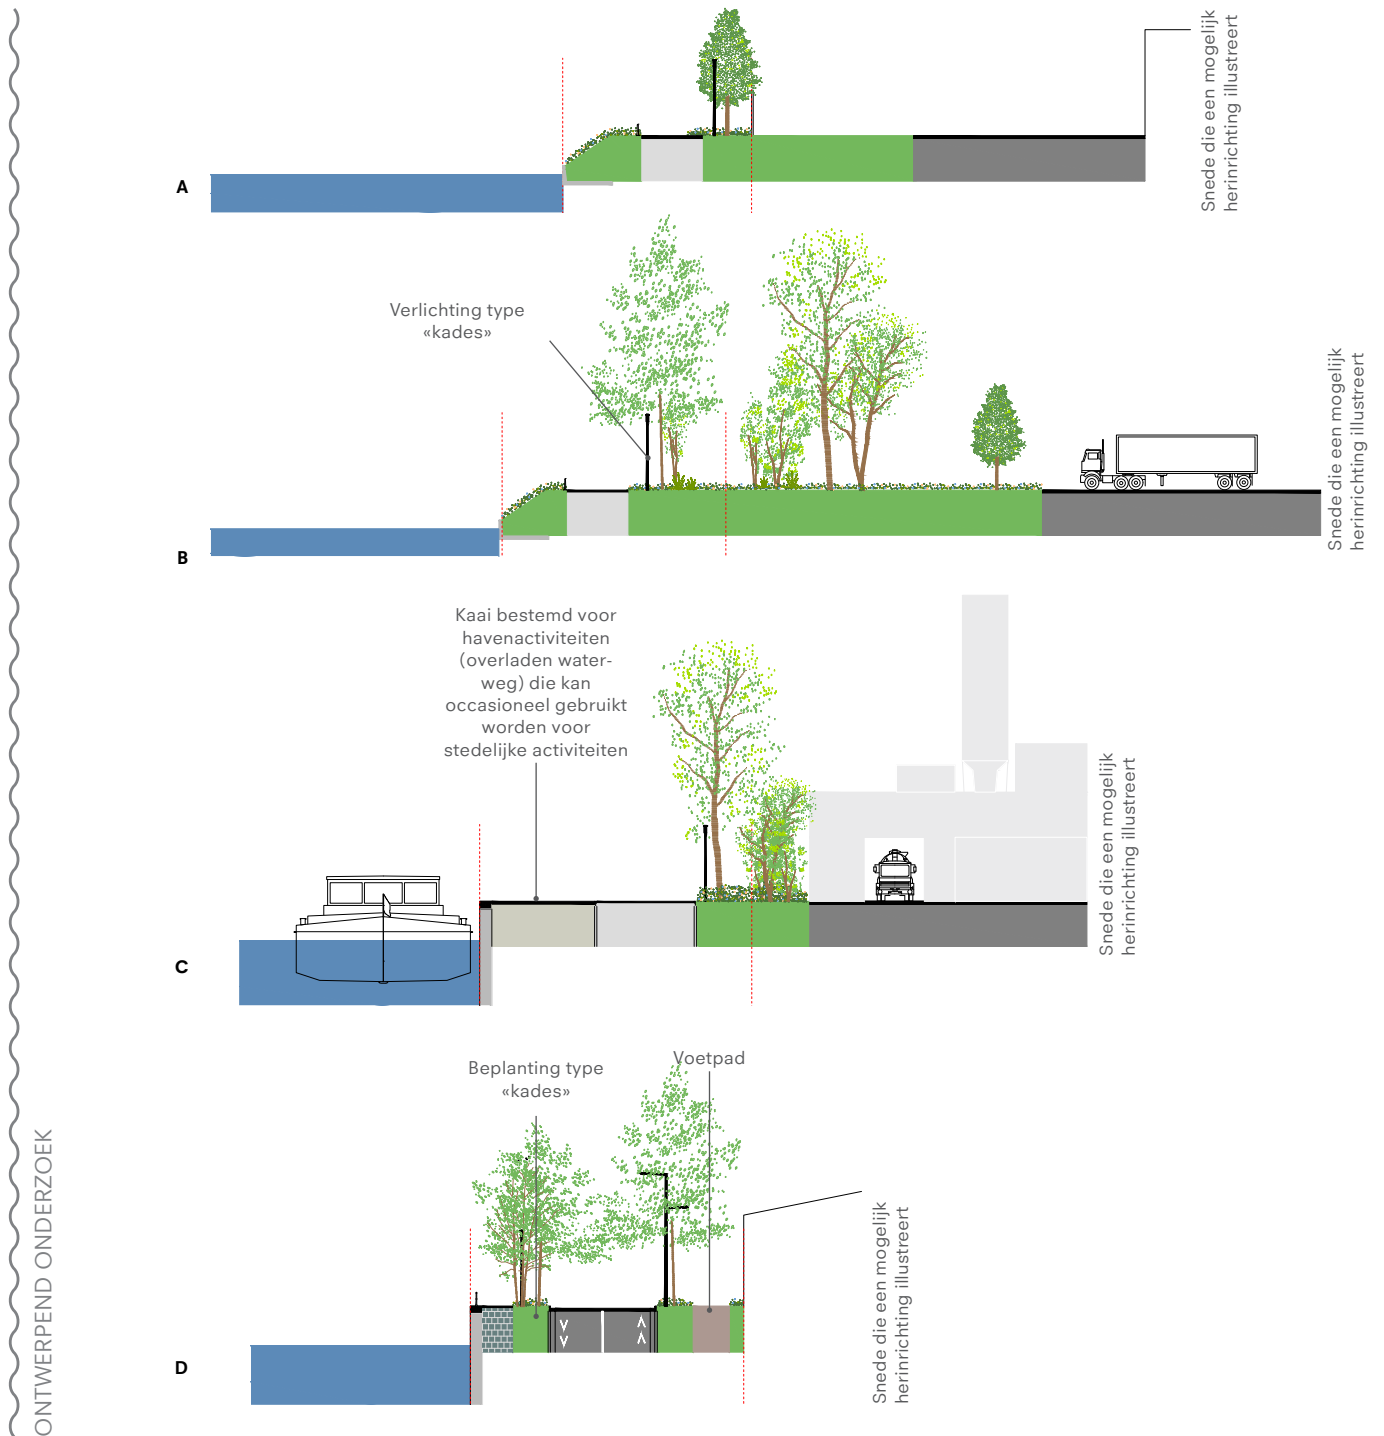 Snede die een mogelijk
herinrichting illustreert
A
Verlichting type
«kades»
Snede die een mogelijk
herinrichting illustreert
B
Kaai bestemd voor
havenactiviteiten
(overladen water-
weg) die kan
occasioneel gebruikt
worden voor
stedelijke activiteiten
Snede die een mogelijk
herinrichting illustreert
C
Voetpad
Beplanting type
«kades»
Snede die een mogelijk
herinrichting illustreert
D
ONTWERPEND ONDERZOEK